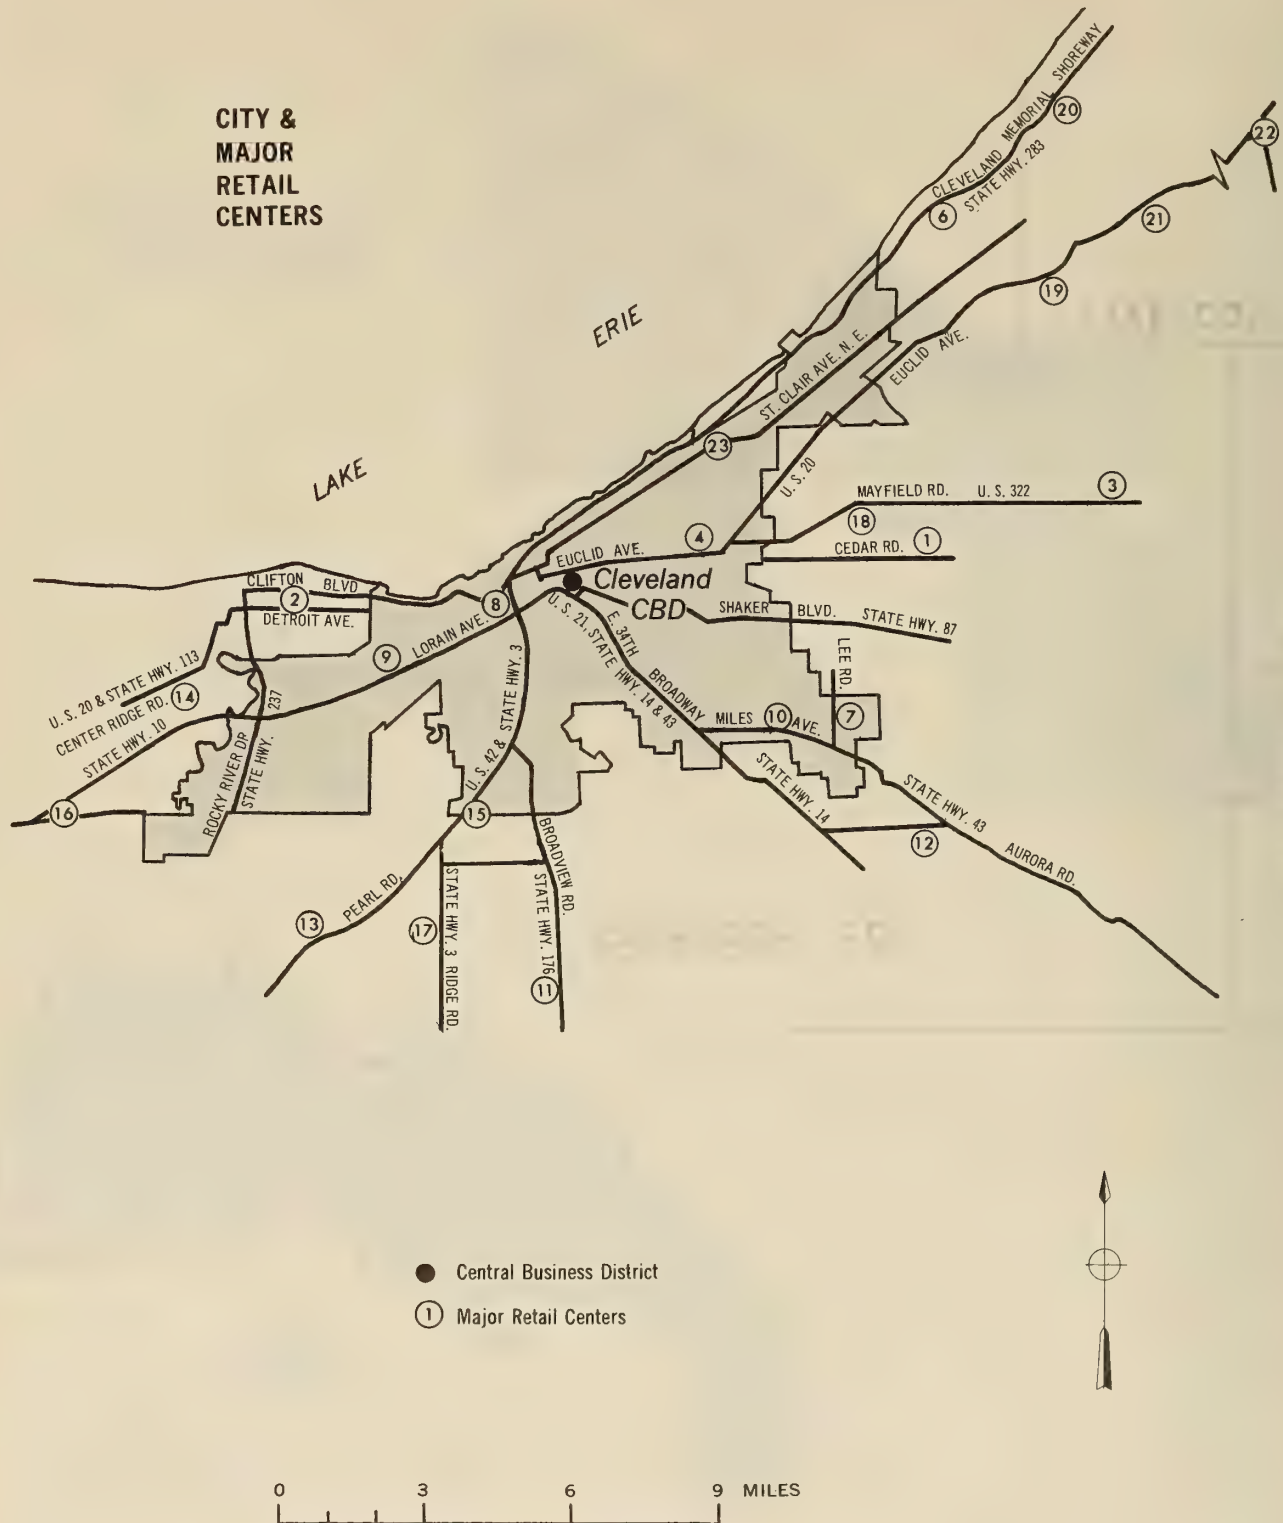 CITY &
MAJOR
RETAIL
CENTERS
CLEVELAND MEMORIAL SHOREWAY
STATE HWY. 283
20
22
6
21
19
ERIE
LAKE
ST. CLAIR AVE. N. E.
EUCLID AVE.
23
U. S. 20
MAYFIELD RD. U. S. 322
3
18
4
EUCLID AVE.
CEDAR RD.
1
Cleveland
CBD
CLIFTON BLVD
2
DETROIT AVE.
8
SHAKER BLVD. STATE HWY. 87
U. S. 21, STATE HWY. 14 & 43
E. 34TH
LORAIN AVE.
9
LEE RD.
U. S. 20 & STATE HWY. 113
CENTER RIDGE RD.
14
STATE HWY. 10
ROCKY RIVER DR
STATE HWY. 237
U. S. 42 & STATE HWY. 3
BROADWAY
MILES AVE.
10
7
STATE HWY. 14
STATE HWY. 43
16
15
12
AURORA RD.
BROADVIEW RD.
PEARL RD.
13
17
STATE HWY. 3 RIDGE RD.
STATE HWY. 176
11
Central Business District
1 Major Retail Centers
0 3 6 9 MILES